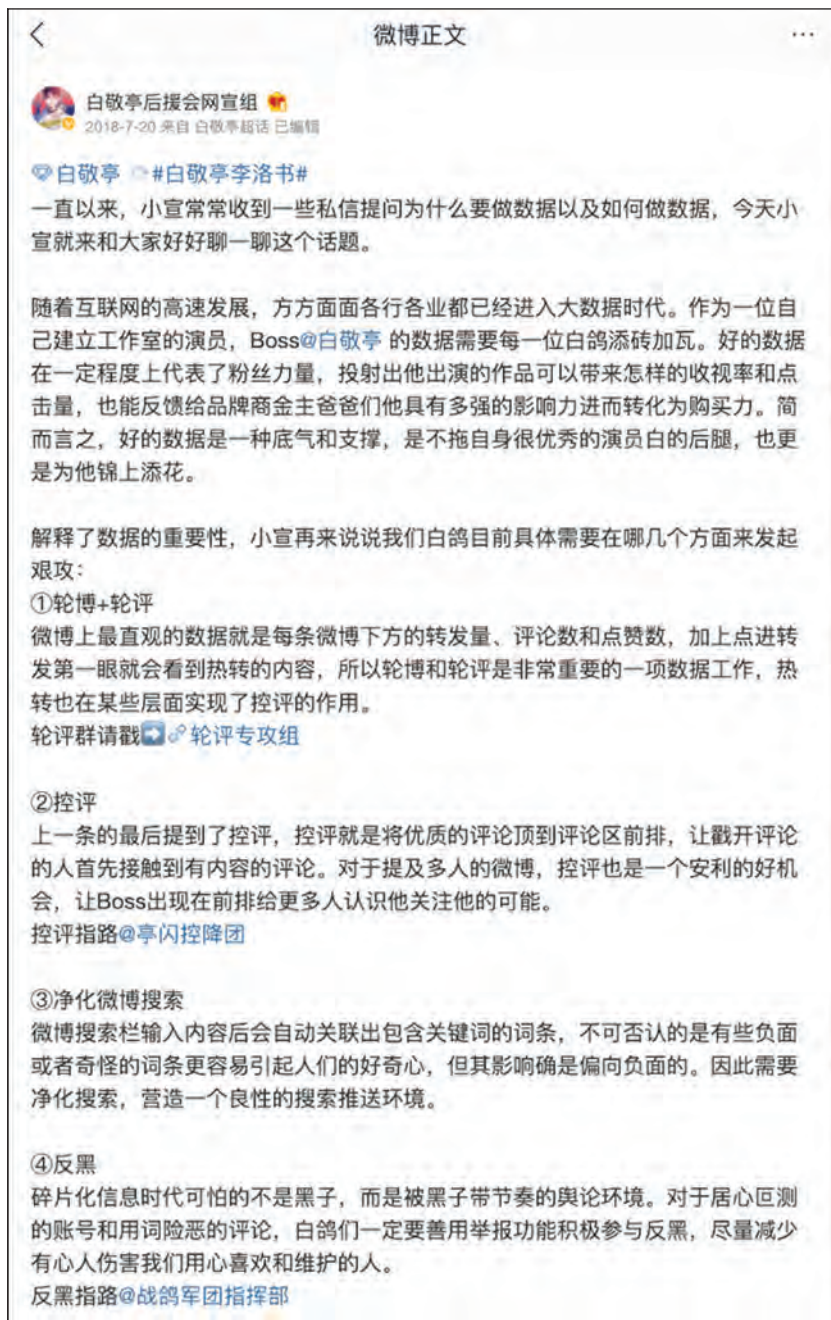 微博正文
白敬亭后援会网宣组
2018-7-20 来自 白敬亭超话 已编辑
白敬亭 #白敬亭李洛书#
一直以来，小宣常常收到一些私信提问为什么要做数据以及如何做数据，今天小
宣就来和大家好好聊一聊这个话题。
随着互联网的高速发展，方方面面各行各业都已经进入大数据时代。作为一位自
己建立工作室的演员，Boss@白敬亭 的数据需要每一位白鸽添砖加瓦。好的数据
在一定程度上代表了粉丝力量，投射出他出演的作品可以带来怎样的收视率和点
击量，也能反馈给品牌商金主爸爸们他具有多强的影响力进而转化为购买力。简
而言之，好的数据是一种底气和支撑，是不拖自身很优秀的演员白的后腿，也更
是为他锦上添花。
解释了数据的重要性，小宣再来说说我们白鸽目前具体需要在哪几个方面来发起
艰攻：
①轮博+轮评
微博上最直观的数据就是每条微博下方的转发量、评论数和点赞数，加上点进转
发第一眼就会看到热转的内容，所以轮博和轮评是非常重要的一项数据工作，热
转也在某些层面实现了控评的作用。
轮评群请戳➡轮评专攻组
②控评
上一条的最后提到了控评，控评就是将优质的评论顶到评论区前排，让戳开评论
的人首先接触到有内容的评论。对于提及多人的微博，控评也是一个安利的好机
会，让Boss出现在前排给更多人认识他关注他的可能。
控评指路@亭闪控降团
③净化微博搜索
微博搜索栏输入内容后会自动关联出包含关键词的词条，不可否认的是有些负面
或者奇怪的词条更容易引起人们的好奇心，但其影响确是偏向负面的。因此需要
净化搜索，营造一个良性的搜索推送环境。
④反黑
碎片化信息时代可怕的不是黑子，而是被黑子带节奏的舆论环境。对于居心叵测
的账号和用词险恶的评论，白鸽们一定要善用举报功能积极参与反黑，尽量减少
有心人伤害我们用心喜欢和维护的人。
反黑指路@战鸽军团指挥部